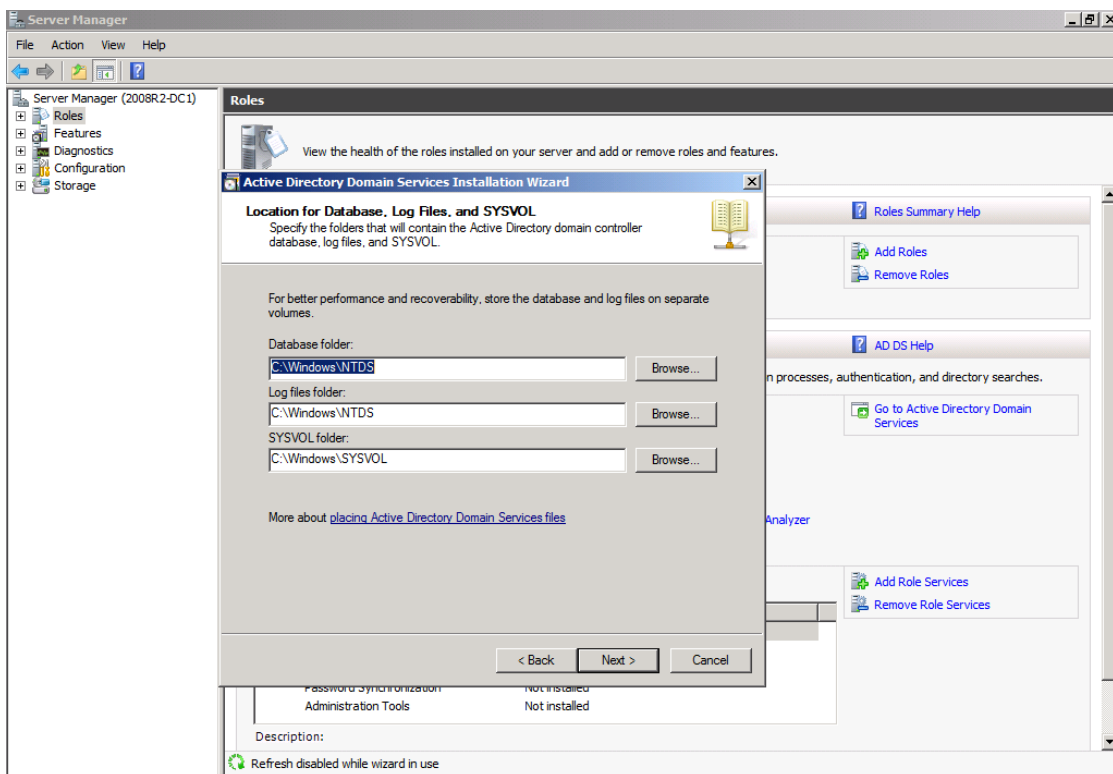 Server Manager
File Action View Help
Server Manager (2008R2-DC1)
Roles
Features
Diagnostics
Configuration
Storage
Roles
View the health of the roles installed on your server and add or remove roles and features.
Roles Summary Help
Add Roles
Remove Roles
AD DS Help
n processes, authentication, and directory searches.
Go to Active Directory Domain
Services
Analyzer
Add Role Services
Remove Role Services
Active Directory Domain Services Installation Wizard
Location for Database, Log Files, and SYSVOL
Specify the folders that will contain the Active Directory domain controller
database, log files, and SYSVOL.
For better performance and recoverability, store the database and log files on separate
volumes.
Database folder:
C:\Windows\NTDS
Browse...
Log files folder:
C:\Windows\NTDS
Browse...
SYSVOL folder:
C:\Windows\SYSVOL
Browse...
More about placing Active Directory Domain Services files
< Back Next > Cancel
Password Synchronization Not installed
Administration Tools Not installed
Description:
Refresh disabled while wizard in use